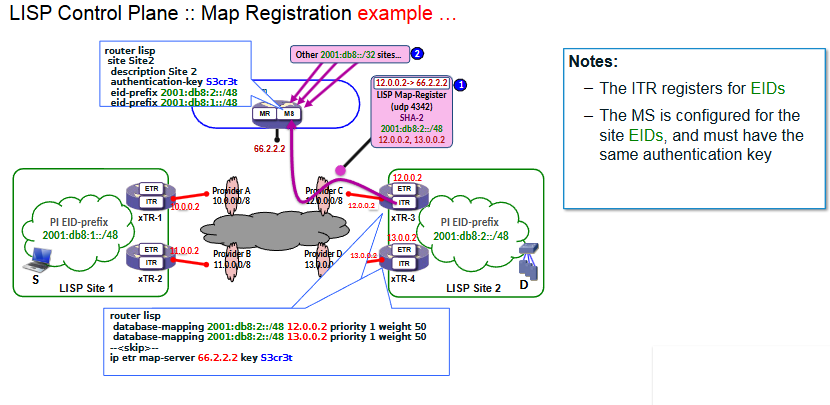 LISP Control Plane :: Map Registration example …
router lisp
site Site2
description Site 2
authentication-key S3cr3t
eid-prefix 2001:db8:2::/48
eid-prefix 2001:db8:1::/48
Other 2001:db8::/32 sites...
2
12.0.0.2-> 66.2.2.2
1
LISP Map-Register
(udp 4342)
SHA-2
2001:db8:2::/48
12.0.0.2, 13.0.0.2
MR
MS
66.2.2.2
Notes:
– The ITR registers for EIDs
– The MS is configured for the
site EIDs, and must have the
same authentication key
PI EID-prefix
2001:db8:1::/48
S
LISP Site 1
ETR
ITR
xTR-1
10.0.0.2
ETR
ITR
xTR-2
11.0.0.2
Provider A
10.0.0.0/8
Provider B
11.0.0.0/8
Provider C
12.0.0.0/8
Provider D
13.0.0.0
12.0.0.2
12.0.0.2
ETR
ITR
xTR-3
13.0.0.2
13.0.0.2
ETR
ITR
xTR-4
PI EID-prefix
2001:db8:2::/48
D
LISP Site 2
router lisp
database-mapping 2001:db8:2::/48 12.0.0.2 priority 1 weight 50
database-mapping 2001:db8:2::/48 13.0.0.2 priority 1 weight 50
--<skip>--
ip etr map-server 66.2.2.2 key S3cr3t